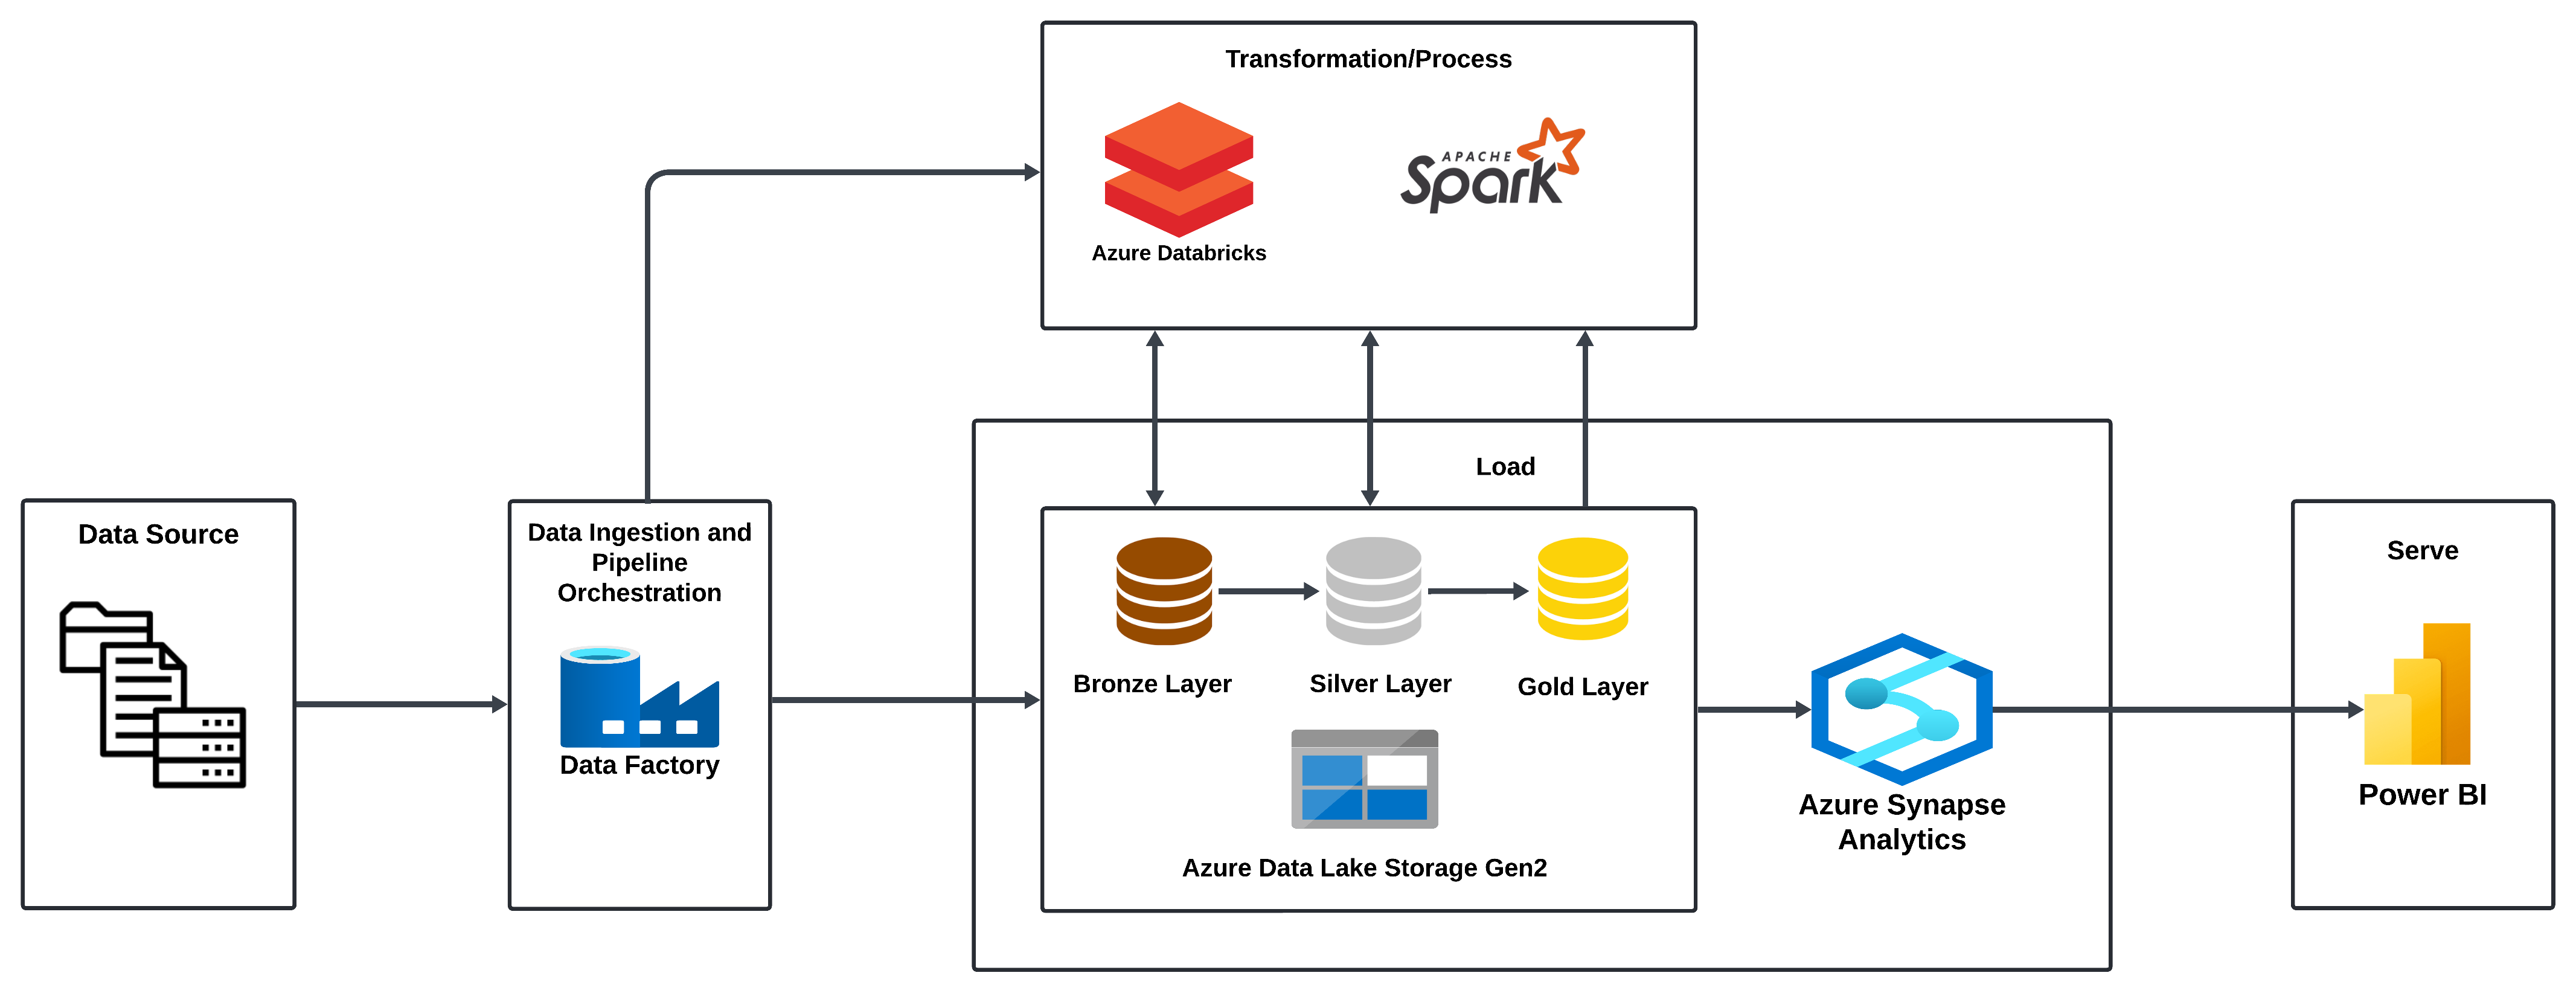 Transformation/Process
APACHE
Spark
Azure Databricks
Load
Data Source
Data Ingestion and
Pipeline
Orchestration
Data Factory
Bronze Layer
Silver Layer
Gold Layer
Azure Data Lake Storage Gen2
Azure Synapse
Analytics
Serve
Power BI